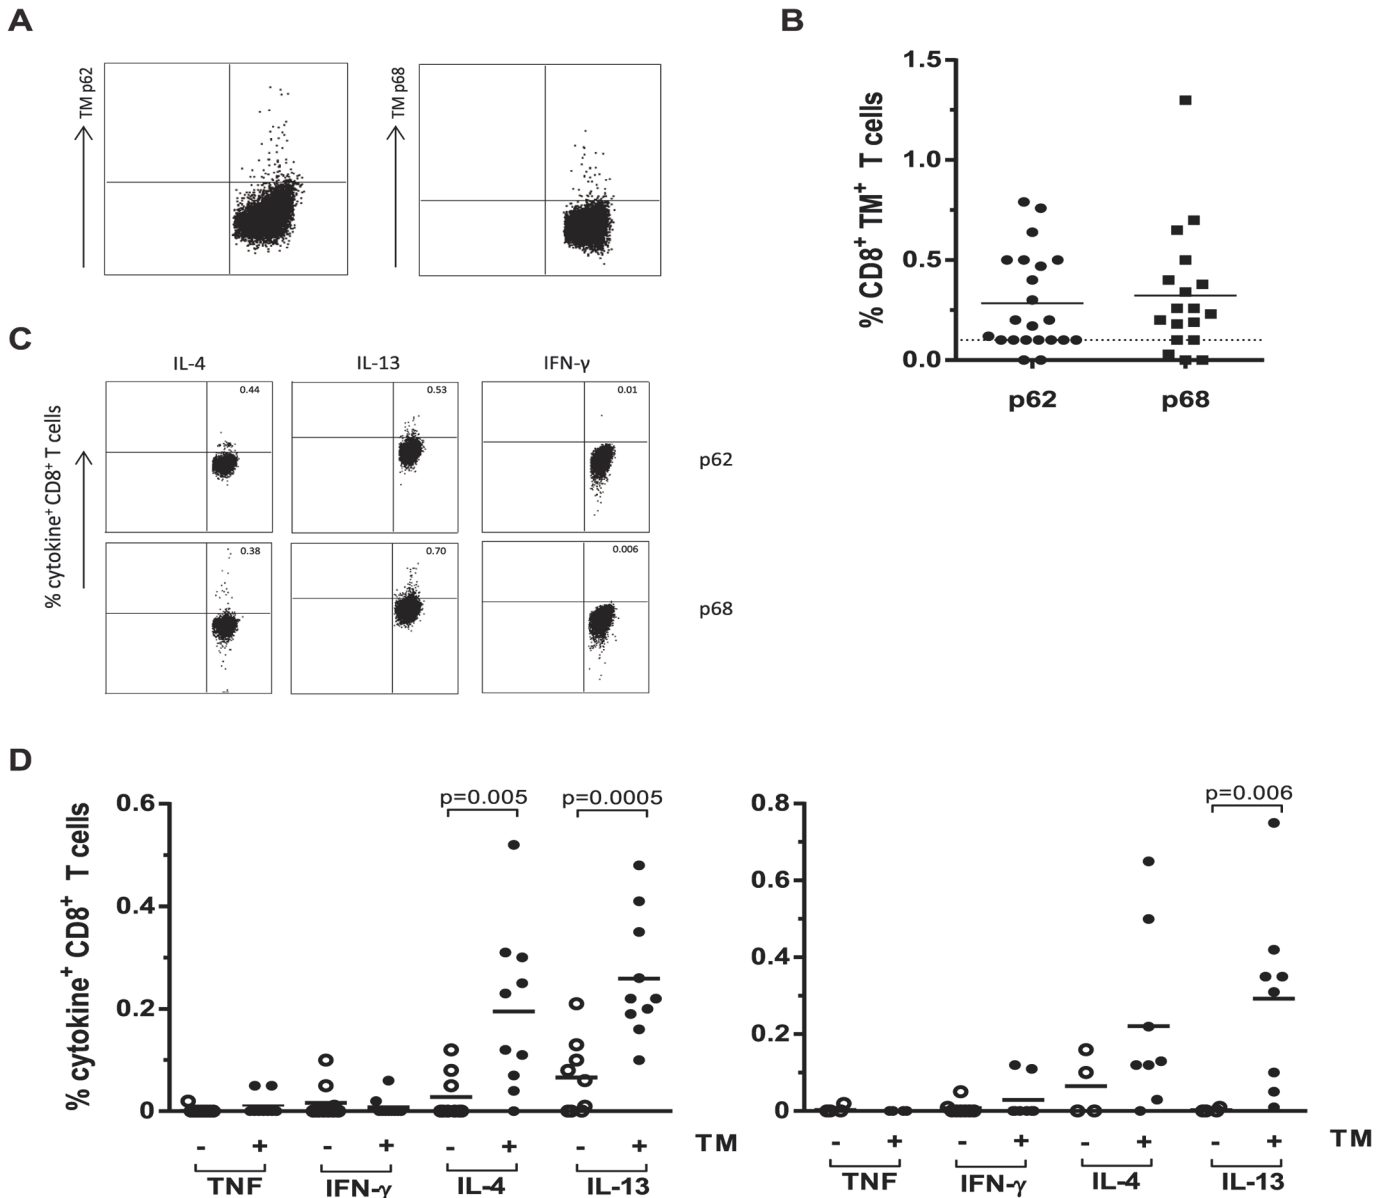 A
TM p62
TM p68
B
% CD8+ TM+ T cells
1.5
1.0
0.5
0.0
p62
p68
C
IL-4
IL-13
IFN-γ
% cytokine+ CD8+ T cells
0.44
0.53
0.01
p62
0.38
0.70
0.006
p68
D
% cytokine+ CD8+ T cells
0.6
0.4
0.2
0
p=0.005
p=0.0005
- + - + - + - + TM
TNF IFN-γ IL-4 IL-13
0.8
0.6
0.4
0.2
0
p=0.006
- + - + - + - + TM
TNF IFN-γ IL-4 IL-13